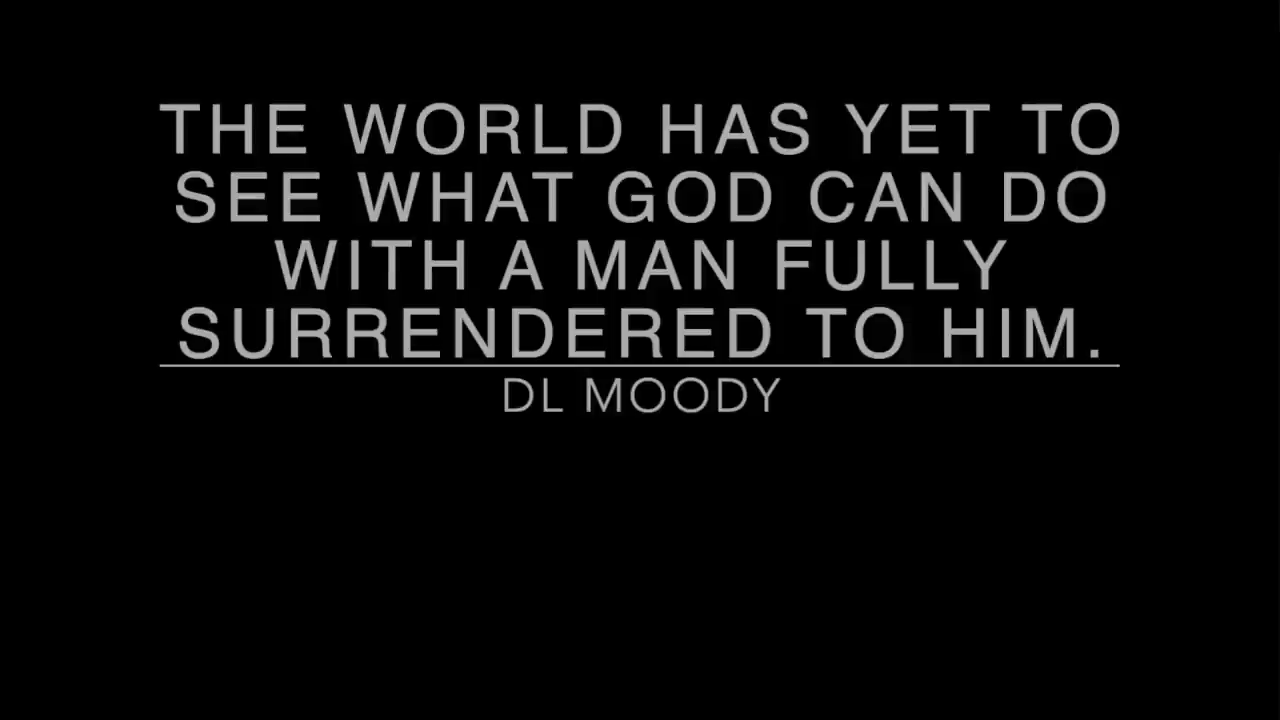 THE WORLD HAS YET TO
SEE WHAT GOD CAN DO
WITH A MAN FULLY
SURRENDERED TO HIM.
DL MOODY